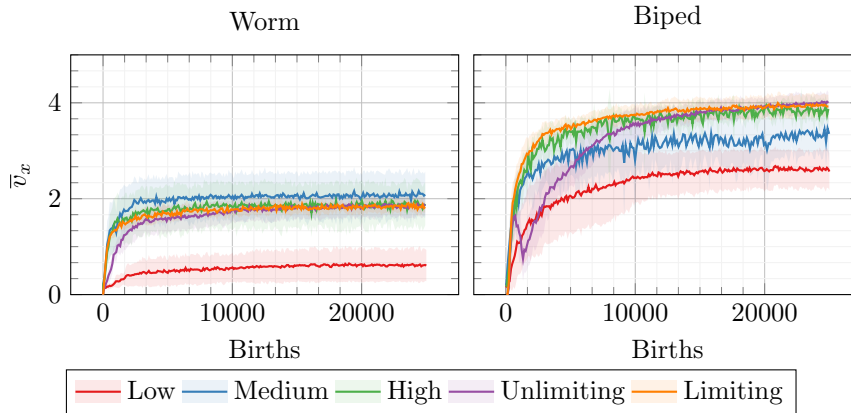 Worm Biped
4
2
0
v̅ₓ
0 10000 20000 0 10000 20000
Births Births
Low Medium High Unlimiting Limiting